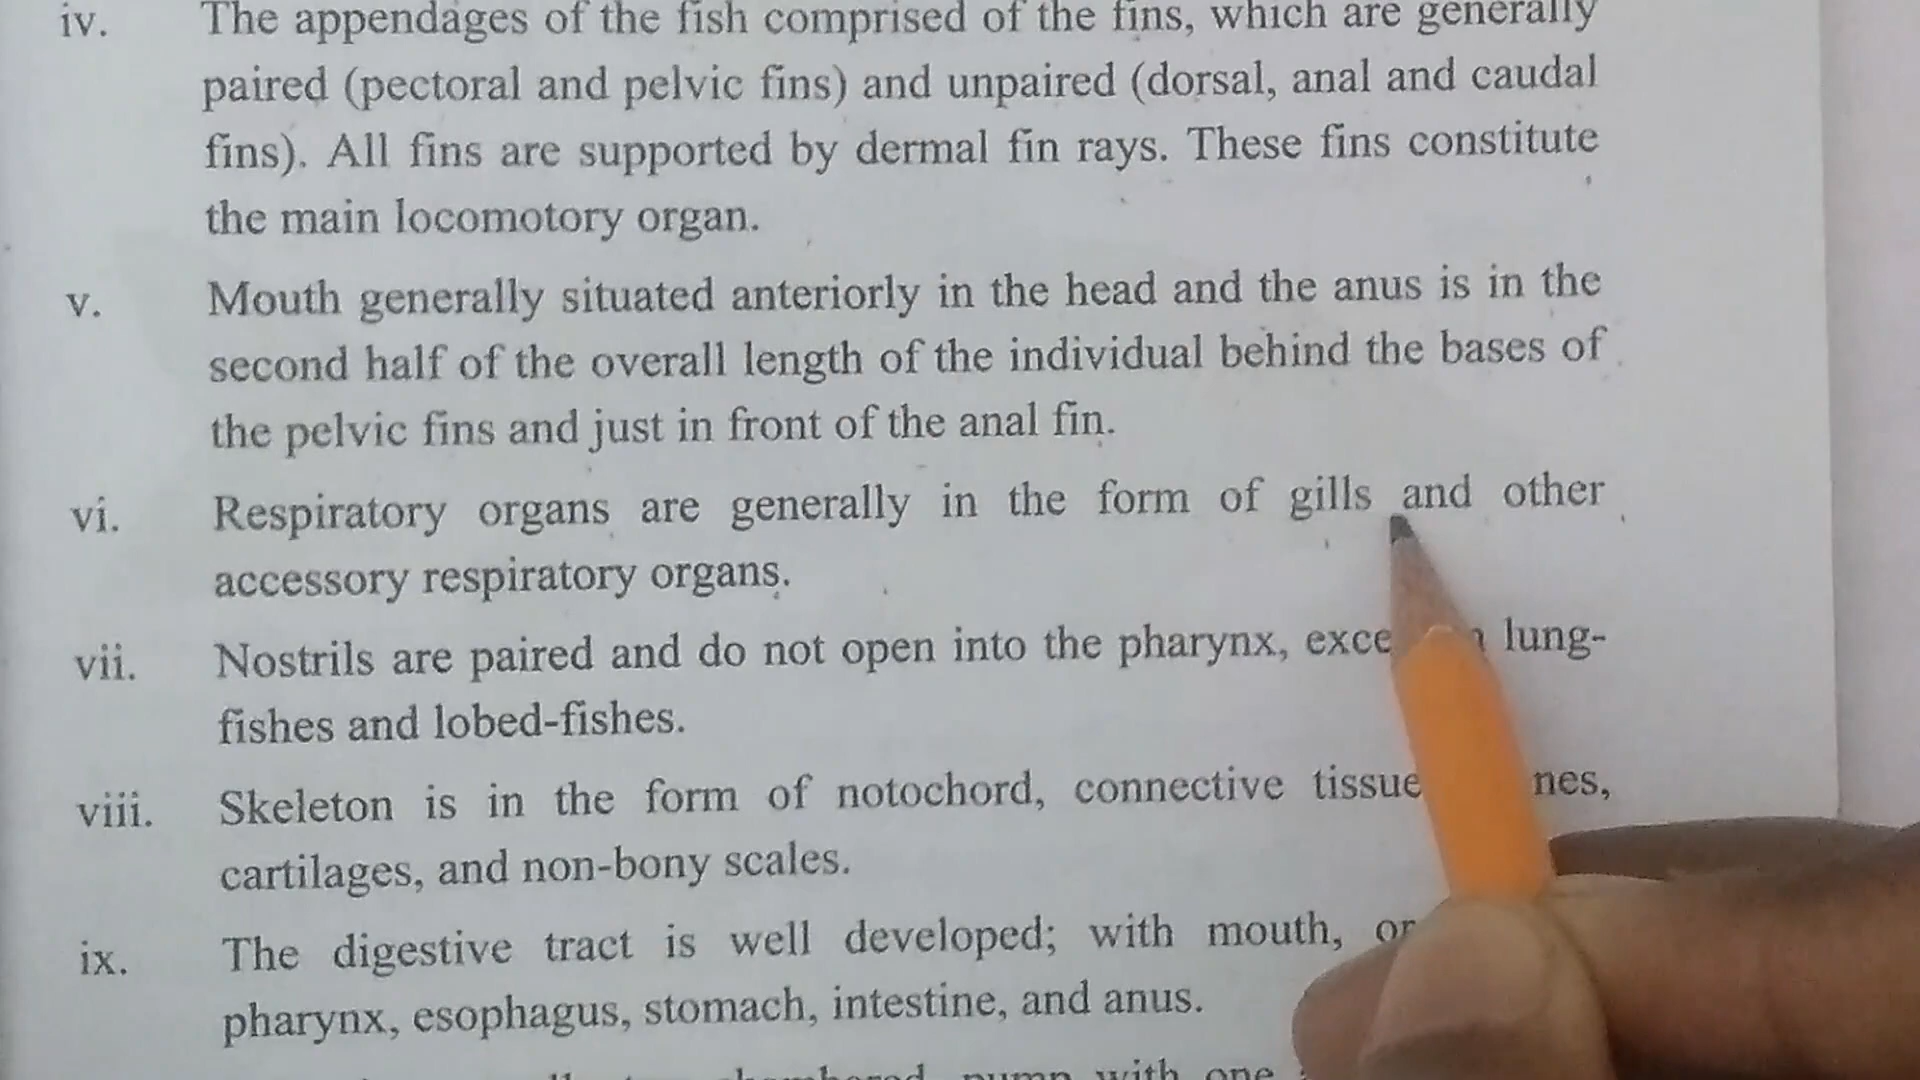 iv. The appendages of the fish comprised of the fins, which are generally
paired (pectoral and pelvic fins) and unpaired (dorsal, anal and caudal
fins). All fins are supported by dermal fin rays. These fins constitute
the main locomotory organ.
v. Mouth generally situated anteriorly in the head and the anus is in the
second half of the overall length of the individual behind the bases of
the pelvic fins and just in front of the anal fin.
vi. Respiratory organs are generally in the form of gills and other
accessory respiratory organs.
vii. Nostrils are paired and do not open into the pharynx, lung-
fishes and lobed-fishes.
viii. Skeleton is in the form of notochord, connective tissue
cartilages, and non-bony scales.
ix. The digestive tract is well developed; with mouth,
pharynx, esophagus, stomach, intestine, and anus.
chambered pump with one